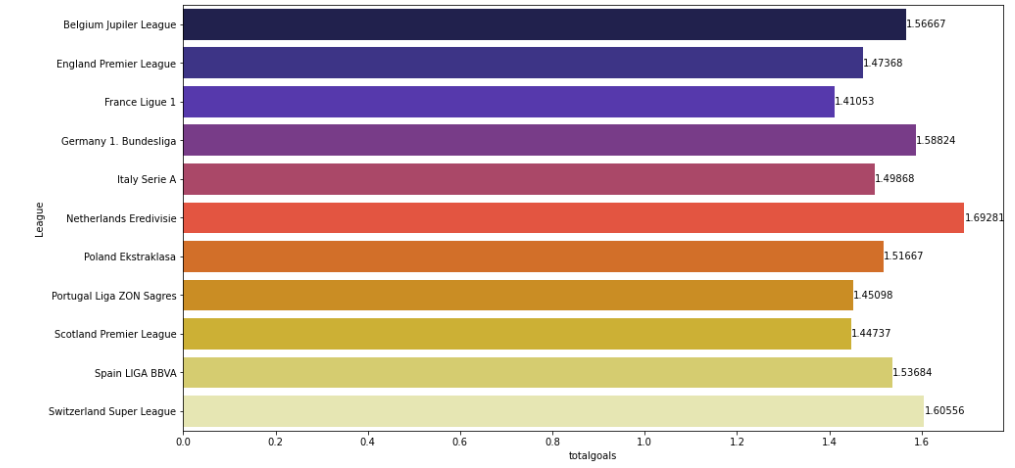 Belgium Jupiler League 1.56667
England Premier League 1.47368
France Ligue 1 1.41053
Germany 1. Bundesliga 1.58824
Italy Serie A 1.49868
League
Netherlands Eredivisie 1.69281
Poland Ekstraklasa 1.51667
Portugal Liga ZON Sagres 1.45098
Scotland Premier League 1.44737
Spain LIGA BBVA 1.53684
Switzerland Super League 1.60556
0.0 0.2 0.4 0.6 0.8 1.0 1.2 1.4 1.6
totalgoals